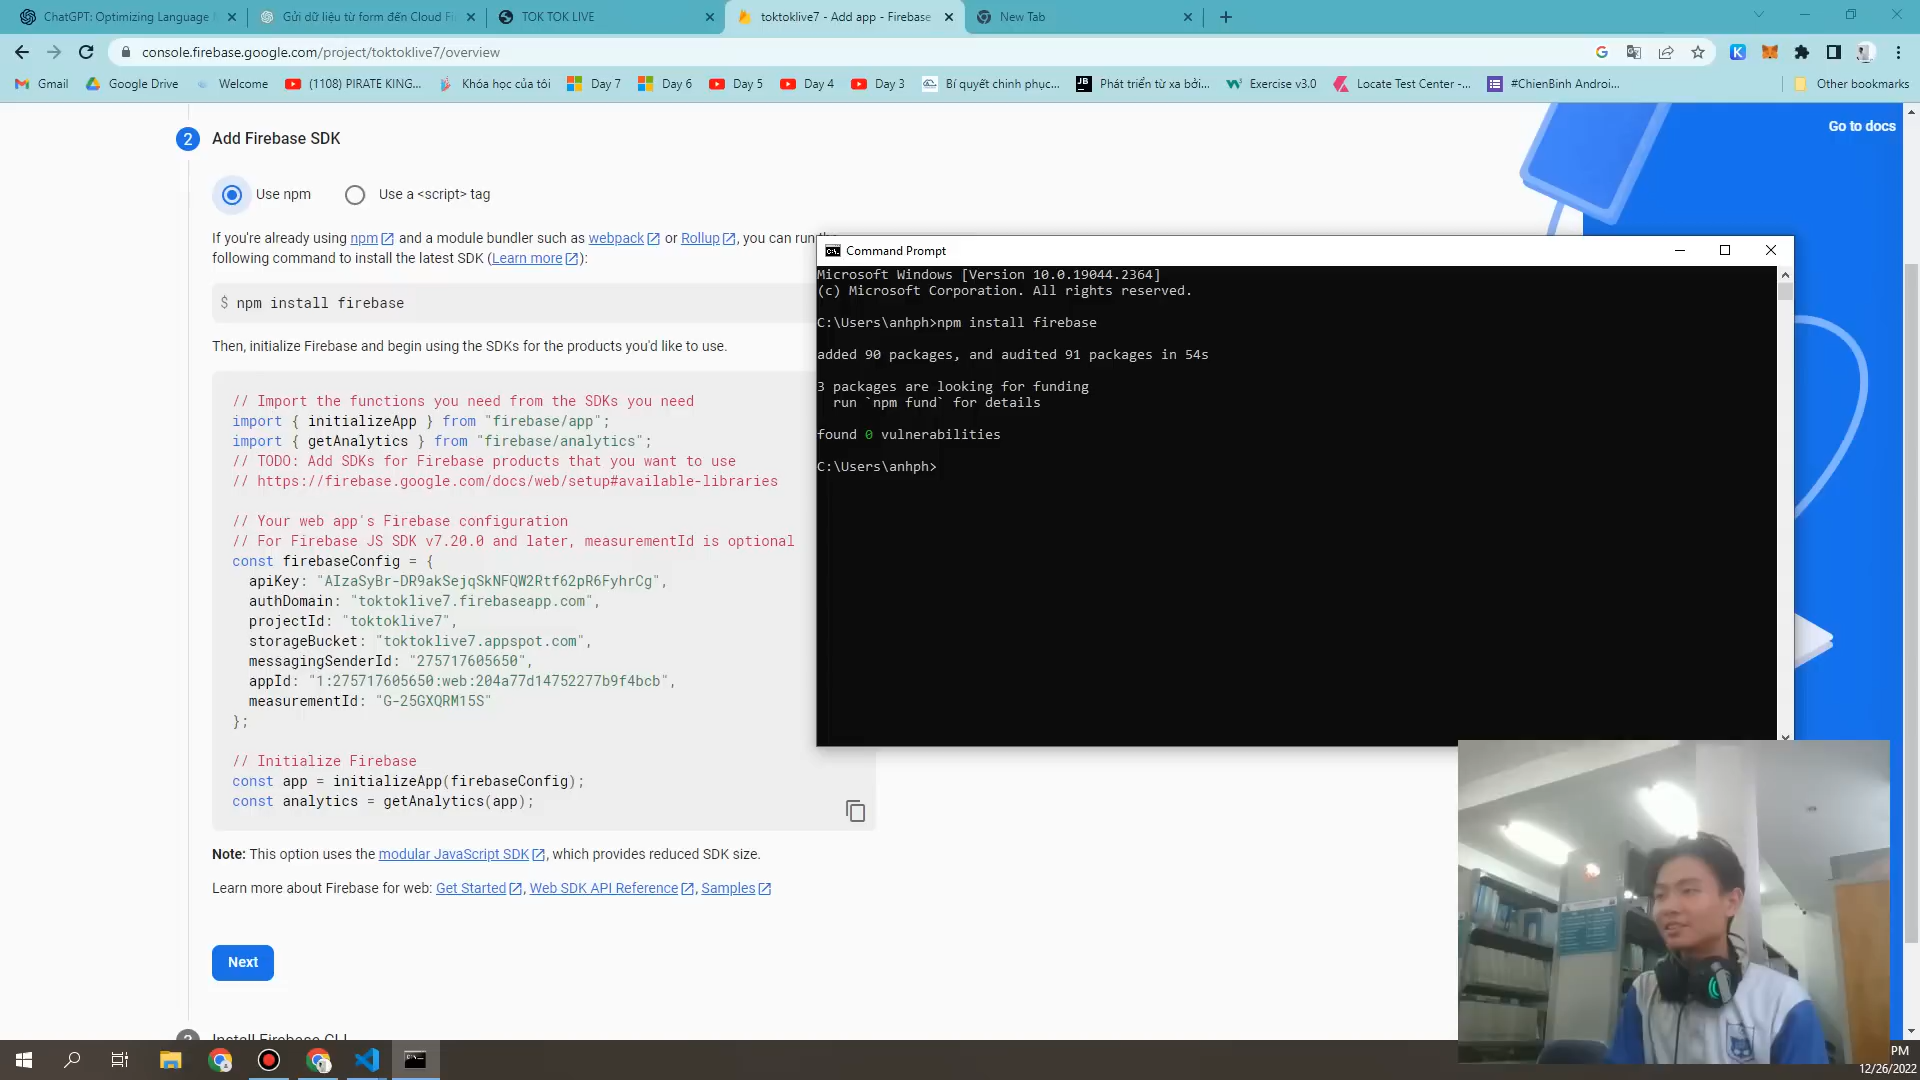 ChatGPT: Optimizing Language
Gửi dữ liệu từ form đến Cloud Fi
TOK TOK LIVE
toktoklive7 - Add app - Firebase
New Tab
console.firebase.google.com/project/toktoklive7/overview
Gmail
Google Drive
Welcome
(1108) PIRATE KING...
Khóa học của tôi
Day 7
Day 6
Day 5
Day 4
Day 3
Bí quyết chinh phục...
Phát triển từ xa bởi...
Exercise v3.0
Locate Test Center -...
#ChienBinh Androi...
Other bookmarks
Go to docs
2 Add Firebase SDK
Use npm
Use a <script> tag
If you're already using npm and a module bundler such as webpack or Rollup, you can run the
following command to install the latest SDK (Learn more):
$ npm install firebase
Then, initialize Firebase and begin using the SDKs for the products you'd like to use.
// Import the functions you need from the SDKs you need
import { initializeApp } from "firebase/app";
import { getAnalytics } from "firebase/analytics";
// TODO: Add SDKs for Firebase products that you want to use
// https://firebase.google.com/docs/web/setup#available-libraries
// Your web app's Firebase configuration
// For Firebase JS SDK v7.20.0 and later, measurementId is optional
const firebaseConfig = {
apiKey: "AIzaSyBr-DR9akSejqSkNFQW2Rtf62pR6FyhrCg",
authDomain: "toktoklive7.firebaseapp.com",
projectId: "toktoklive7",
storageBucket: "toktoklive7.appspot.com",
messagingSenderId: "275717605650",
appId: "1:275717605650:web:204a77d14752277b9f4bcb",
measurementId: "G-25GXQRM15S"
};
// Initialize Firebase
const app = initializeApp(firebaseConfig);
const analytics = getAnalytics(app);
Note: This option uses the modular JavaScript SDK, which provides reduced SDK size.
Learn more about Firebase for web: Get Started, Web SDK API Reference, Samples
Next
Install Firebase CLI
Command Prompt
Microsoft Windows [Version 10.0.19044.2364]
(c) Microsoft Corporation. All rights reserved.
C:\Users\anhph>npm install firebase
added 90 packages, and audited 91 packages in 54s
3 packages are looking for funding
run `npm fund` for details
found 0 vulnerabilities
C:\Users\anhph>
PM
12/26/2022